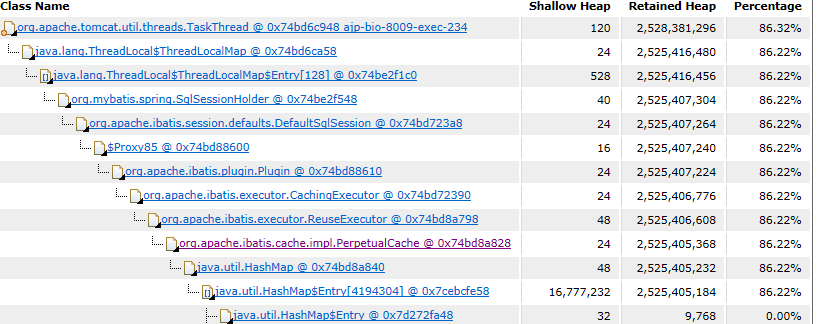 Class Name Shallow Heap Retained Heap Percentage
org.apache.tomcat.util.threads.TaskThread @ 0x74bd6c948 ajp-bio-8009-exec-234 120 2,528,381,296 86.32%
java.lang.ThreadLocal$ThreadLocalMap @ 0x74bd6ca58 24 2,525,416,480 86.22%
java.lang.ThreadLocal$ThreadLocalMap$Entry[128] @ 0x74be2f1c0 528 2,525,416,456 86.22%
org.mybatis.spring.SqlSessionHolder @ 0x74be2f548 40 2,525,407,304 86.22%
org.apache.ibatis.session.defaults.DefaultSqlSession @ 0x74bd723a8 24 2,525,407,264 86.22%
$Proxy85 @ 0x74bd88600 16 2,525,407,240 86.22%
org.apache.ibatis.plugin.Plugin @ 0x74bd88610 24 2,525,407,224 86.22%
org.apache.ibatis.executor.CachingExecutor @ 0x74bd72390 24 2,525,406,776 86.22%
org.apache.ibatis.executor.ReuseExecutor @ 0x74bd8a798 48 2,525,406,608 86.22%
org.apache.ibatis.cache.impl.PerpetualCache @ 0x74bd8a828 24 2,525,405,368 86.22%
java.util.HashMap @ 0x74bd8a840 48 2,525,405,232 86.22%
java.util.HashMap$Entry[4194304] @ 0x7cebcfe58 16,777,232 2,525,405,184 86.22%
java.util.HashMap$Entry @ 0x7d272fa48 32 9,768 0.00%